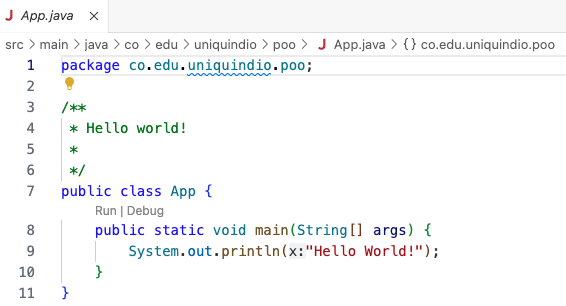 J App.java ×
src > main > java > co > edu > uniquindio > poo > J App.java > {} co.edu.uniquindio.poo
1 package co.edu.uniquindio.poo;
2
3 /**
4  * Hello world!
5  *
6  */
7 public class App {
Run | Debug
8     public static void main(String[] args) {
9         System.out.println(x:"Hello World!");
10     }
11 }